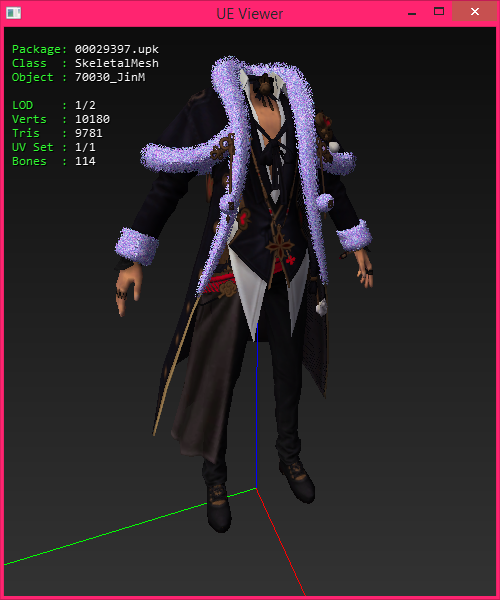 UE Viewer
Package: 00029397.upk
Class  : SkeletalMesh
Object : 70030_JinM
LOD    : 1/2
Verts  : 10180
Tris   : 9781
UV Set : 1/1
Bones  : 114